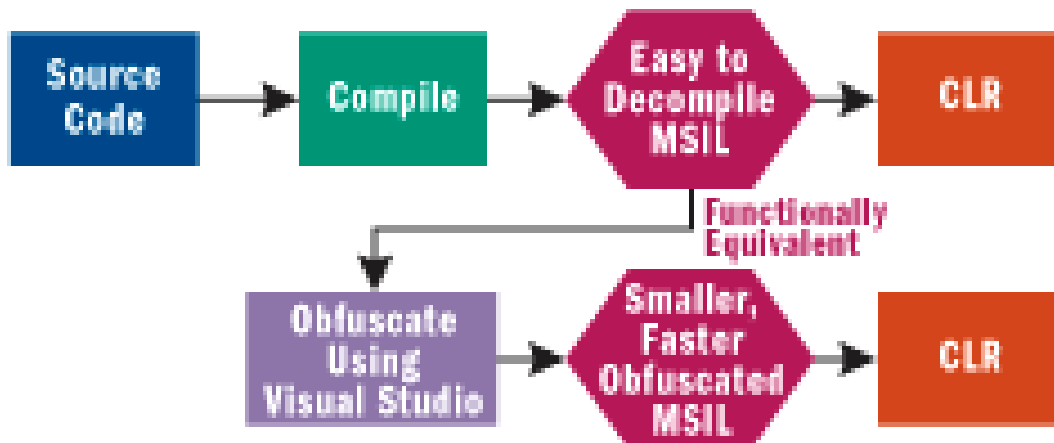 Source
Code
Compile
Easy to
Decompile
MSIL
CLR
Functionally
Equivalent
Obfuscate
Using
Visual Studio
Smaller,
Faster
Obfuscated
MSIL
CLR